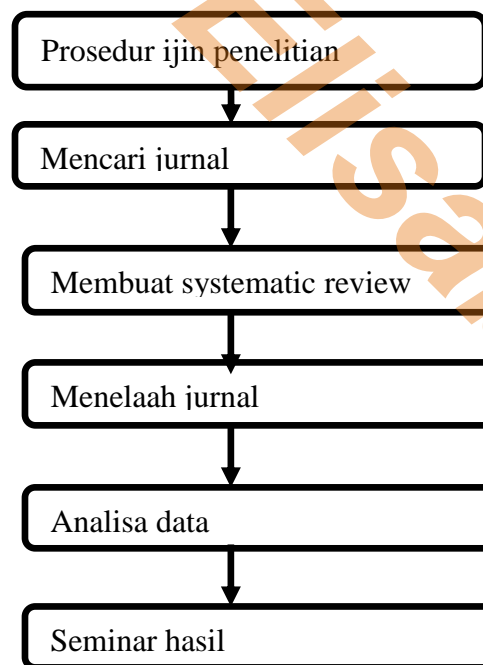 Prosedur ijin penelitian
Mencari jurnal
Membuat systematic review
Menelaah jurnal
Analisa data
Seminar hasil